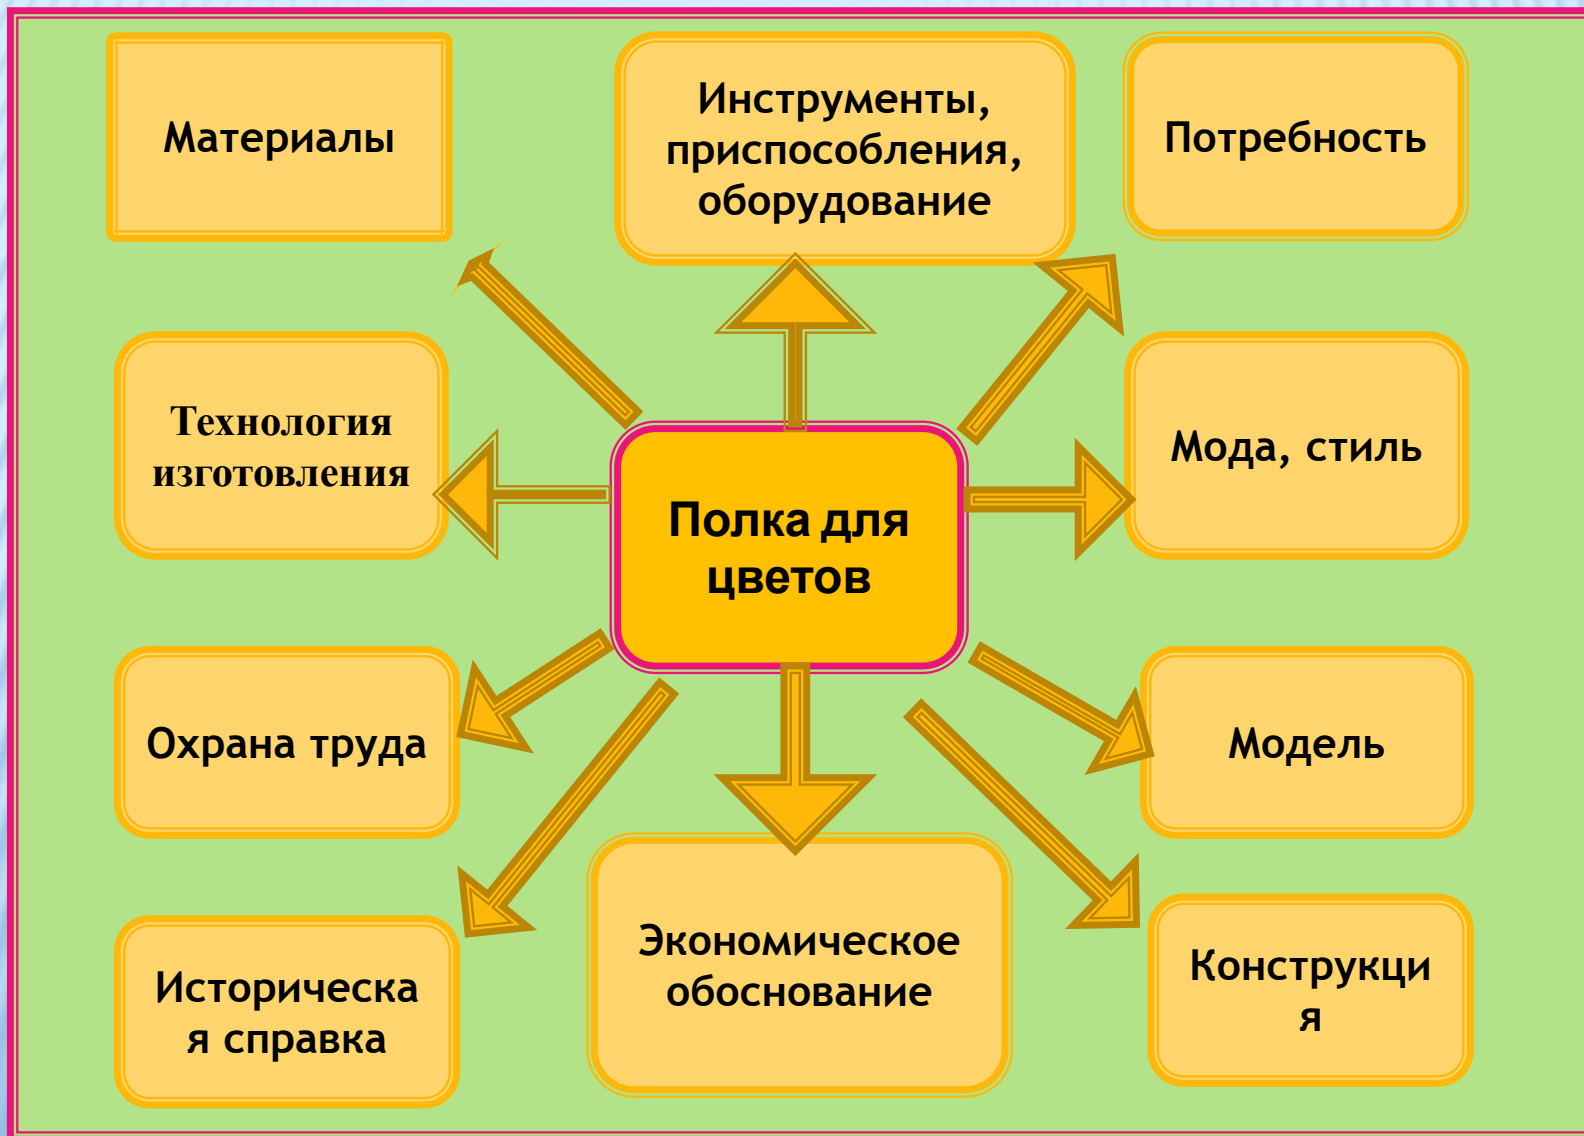 Материалы
Инструменты,
приспособления,
оборудование
Потребность
Технология
изготовления
Мода, стиль
Полка для
цветов
Охрана труда
Модель
Историческа
я справка
Экономическое
обоснование
Конструкци
я